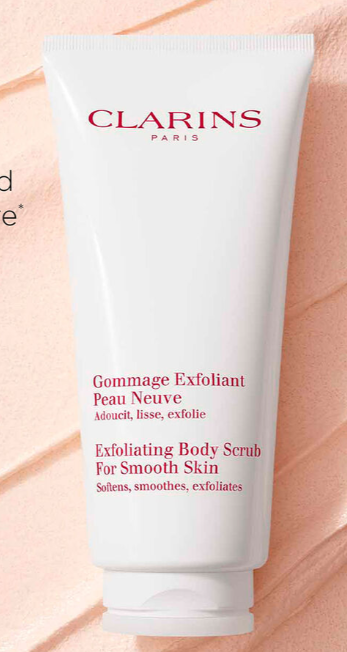 CLARINS
PARIS
Gommage Exfoliant
Peau Neuve
Adoucit, lisse, exfolie
Exfoliating Body Scrub
For Smooth Skin
Softens, smoothes, exfoliates